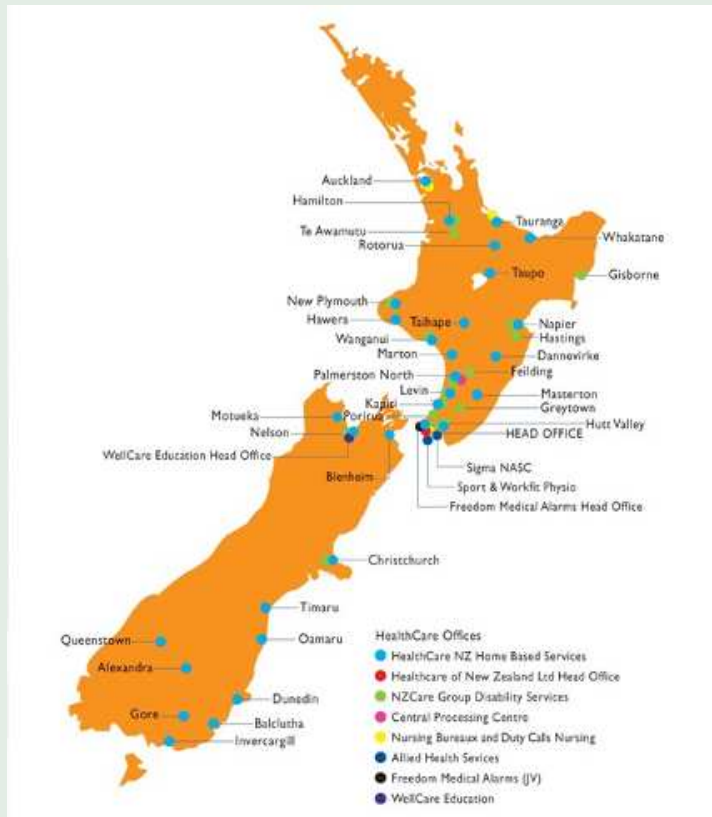 Auckland
Hamilton
Te Awamutu
Rotorua
Tauranga
Whakatane
Taupo
Gisborne
New Plymouth
Hawera
Taihape
Napier
Hastings
Wanganui
Marton
Dannevirke
Palmerston North
Feilding
Levin
Masterton
Kapiti
Greytown
Motueka
Porirua
Hutt Valley
Nelson
HEAD OFFICE
WellCare Education Head Office
Sigma NASC
Blenheim
Sport & Workfit Physio
Freedom Medical Alarms Head Office
Christchurch
Timaru
Queenstown
Oamaru
Alexandra
Dunedin
Gore
Balclutha
Invercargill
HealthCare Offices
HealthCare NZ Home Based Services
Healthcare of New Zealand Ltd Head Office
NZCare Group Disability Services
Central Processing Centre
Nursing Bureaux and Duty Calls Nursing
Allied Health Sevices
Freedom Medical Alarms (JV)
WellCare Education